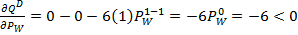 ∂Q^D/∂P_W = 0 − 0 − 6(1)P_W^{1−1} = −6P_W^0 = −6 < 0